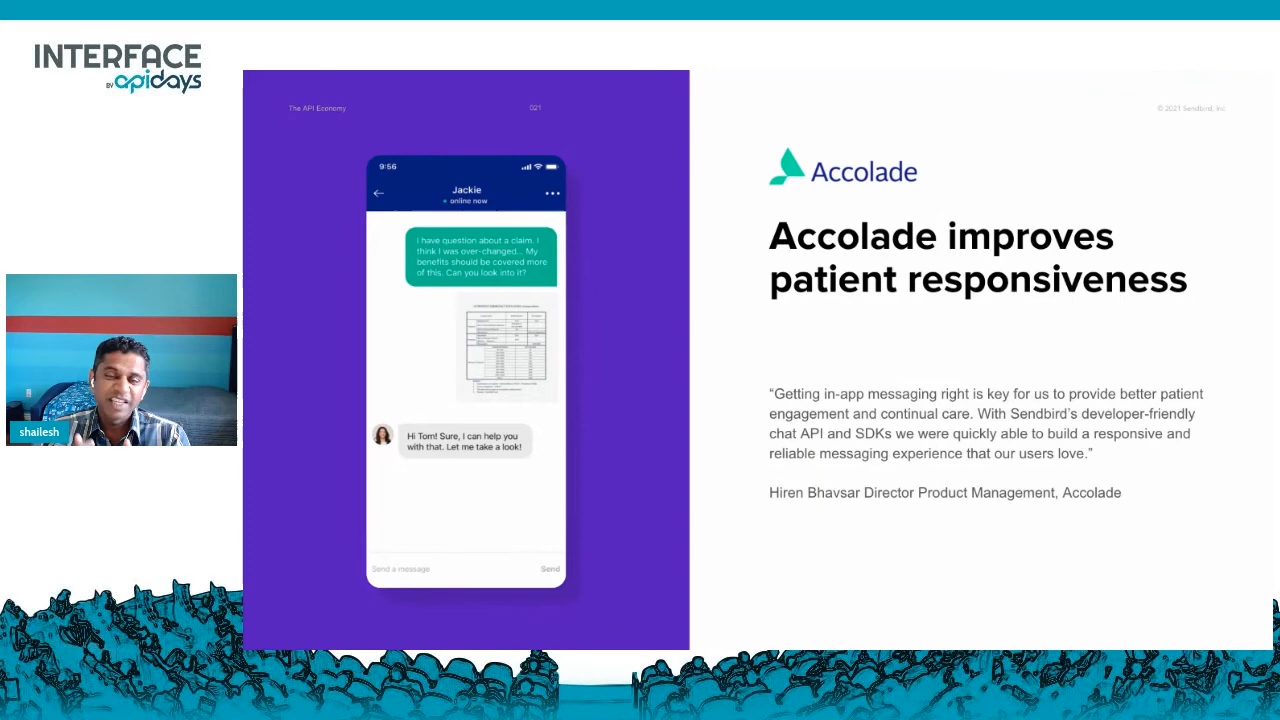 INTERFACE
BY apidays
The API Economy
021
© 2021 Sendbird, Inc
9:56
Jackie
online now
I have question about a claim. I
think I was over-changed... My
benefits should be covered more
of this. Can you look into it?
Hi Tom! Sure, I can help you
with that. Let me take a look!
Send a message
Send
Accolade
Accolade improves
patient responsiveness
“Getting in-app messaging right is key for us to provide better patient
engagement and continual care. With Sendbird’s developer-friendly
chat API and SDKs we were quickly able to build a responsive and
reliable messaging experience that our users love.”
Hiren Bhavsar Director Product Management, Accolade
shailesh